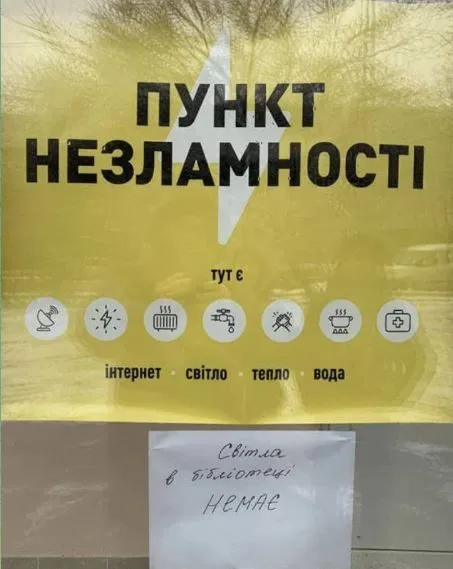 ПУНКТ
НЕЗЛАМНОСТІ
тут є
інтернет · світло · тепло · вода
Світла
в бібліотеці
НЕМАЄ